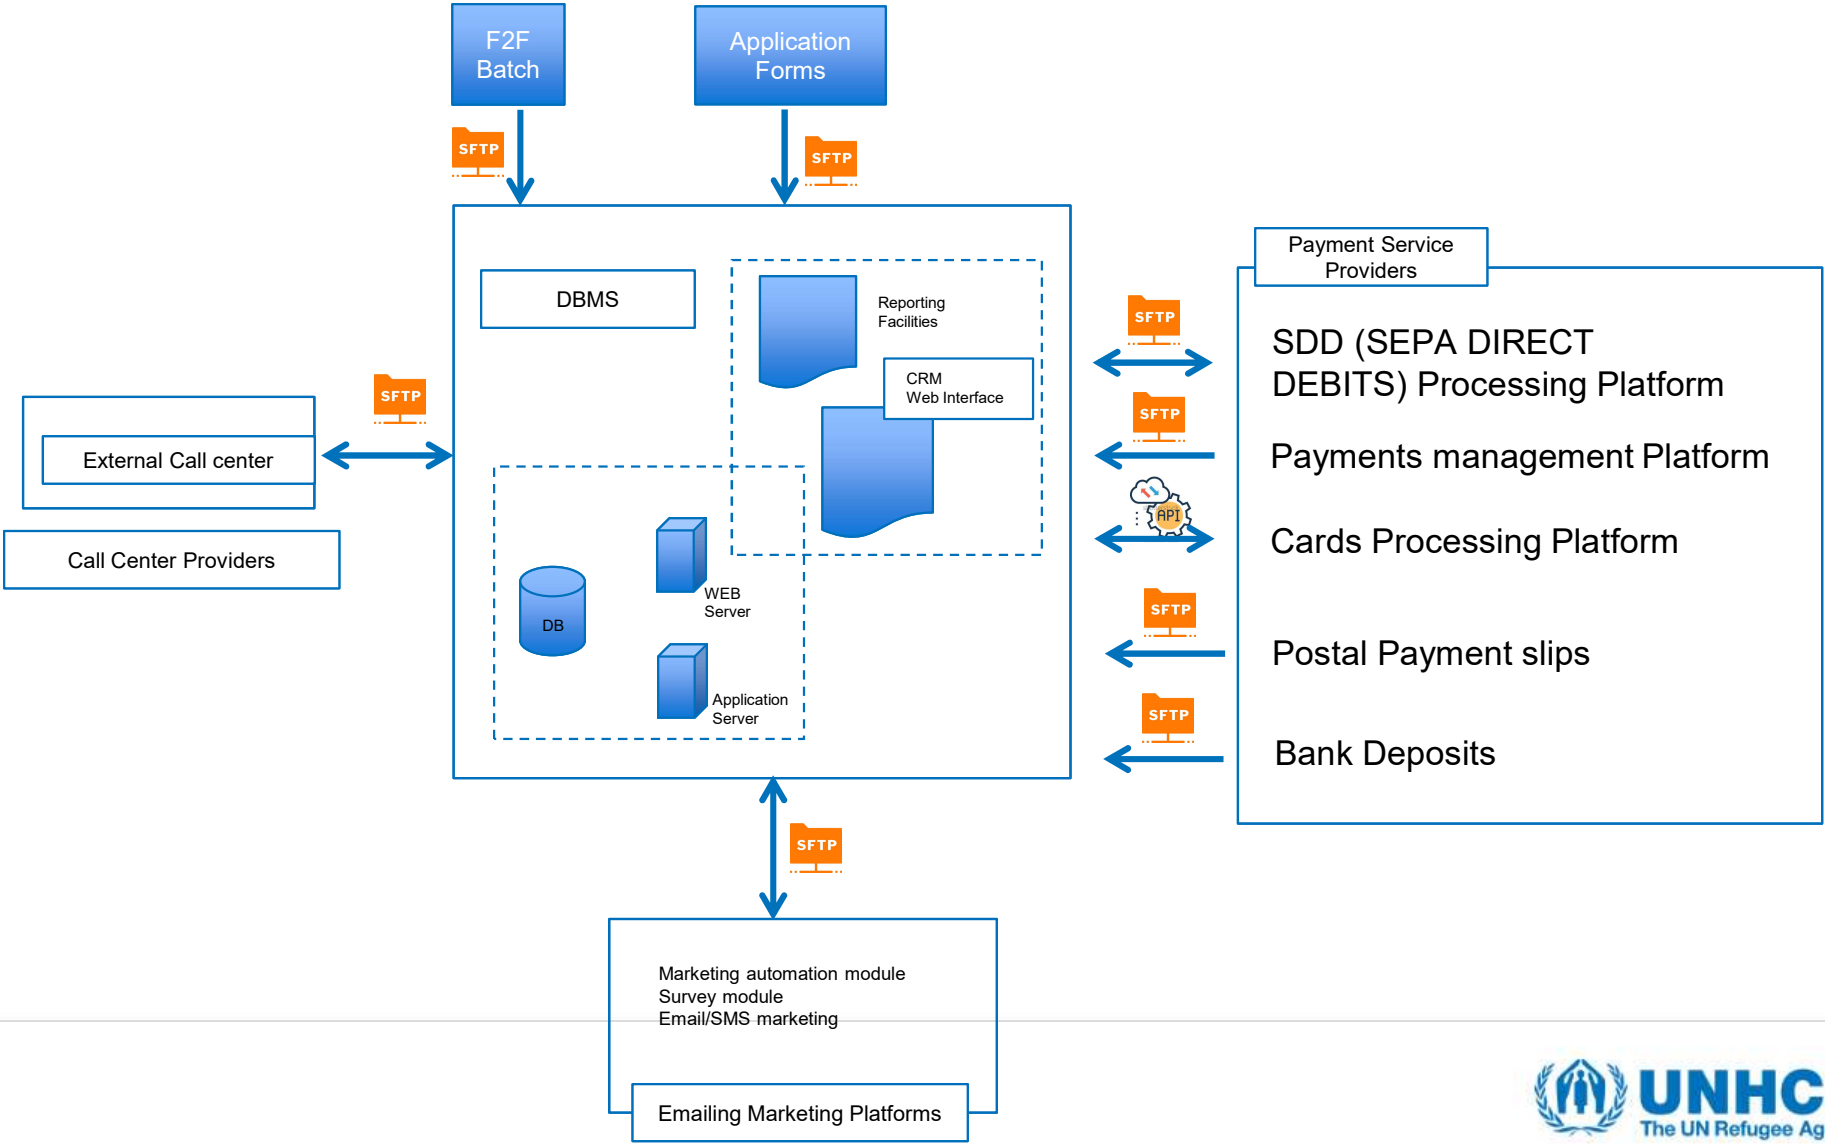 F2F
Batch
Application
Forms
SFTP
SFTP
DBMS
Reporting
Facilities
CRM
Web Interface
SFTP
External Call center
Call Center Providers
DB
WEB
Server
Application
Server
Payment Service
Providers
SFTP
SDD (SEPA DIRECT
DEBITS) Processing Platform
SFTP
Payments management Platform
API
Cards Processing Platform
SFTP
Postal Payment slips
SFTP
Bank Deposits
SFTP
Marketing automation module
Survey module
Email/SMS marketing
Emailing Marketing Platforms
UNHC
The UN Refugee Ag